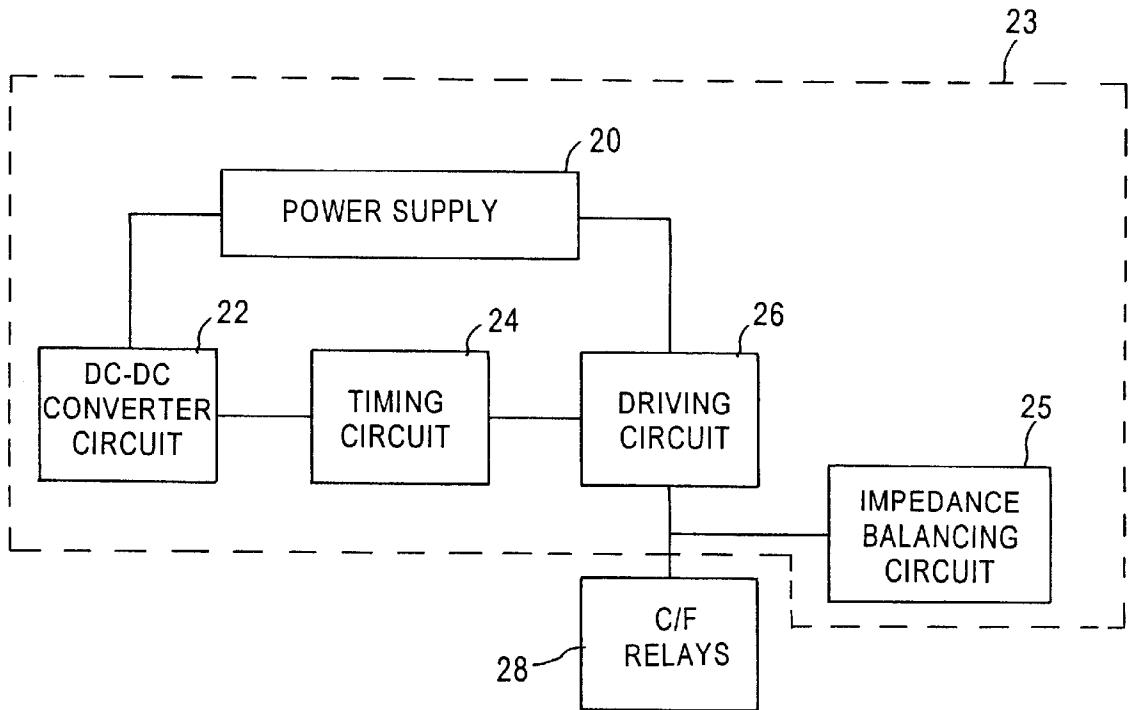 23
20
POWER SUPPLY
22
24
26
DC-DC
CONVERTER
CIRCUIT
TIMING
CIRCUIT
DRIVING
CIRCUIT
25
IMPEDANCE
BALANCING
CIRCUIT
C/F
RELAYS
28